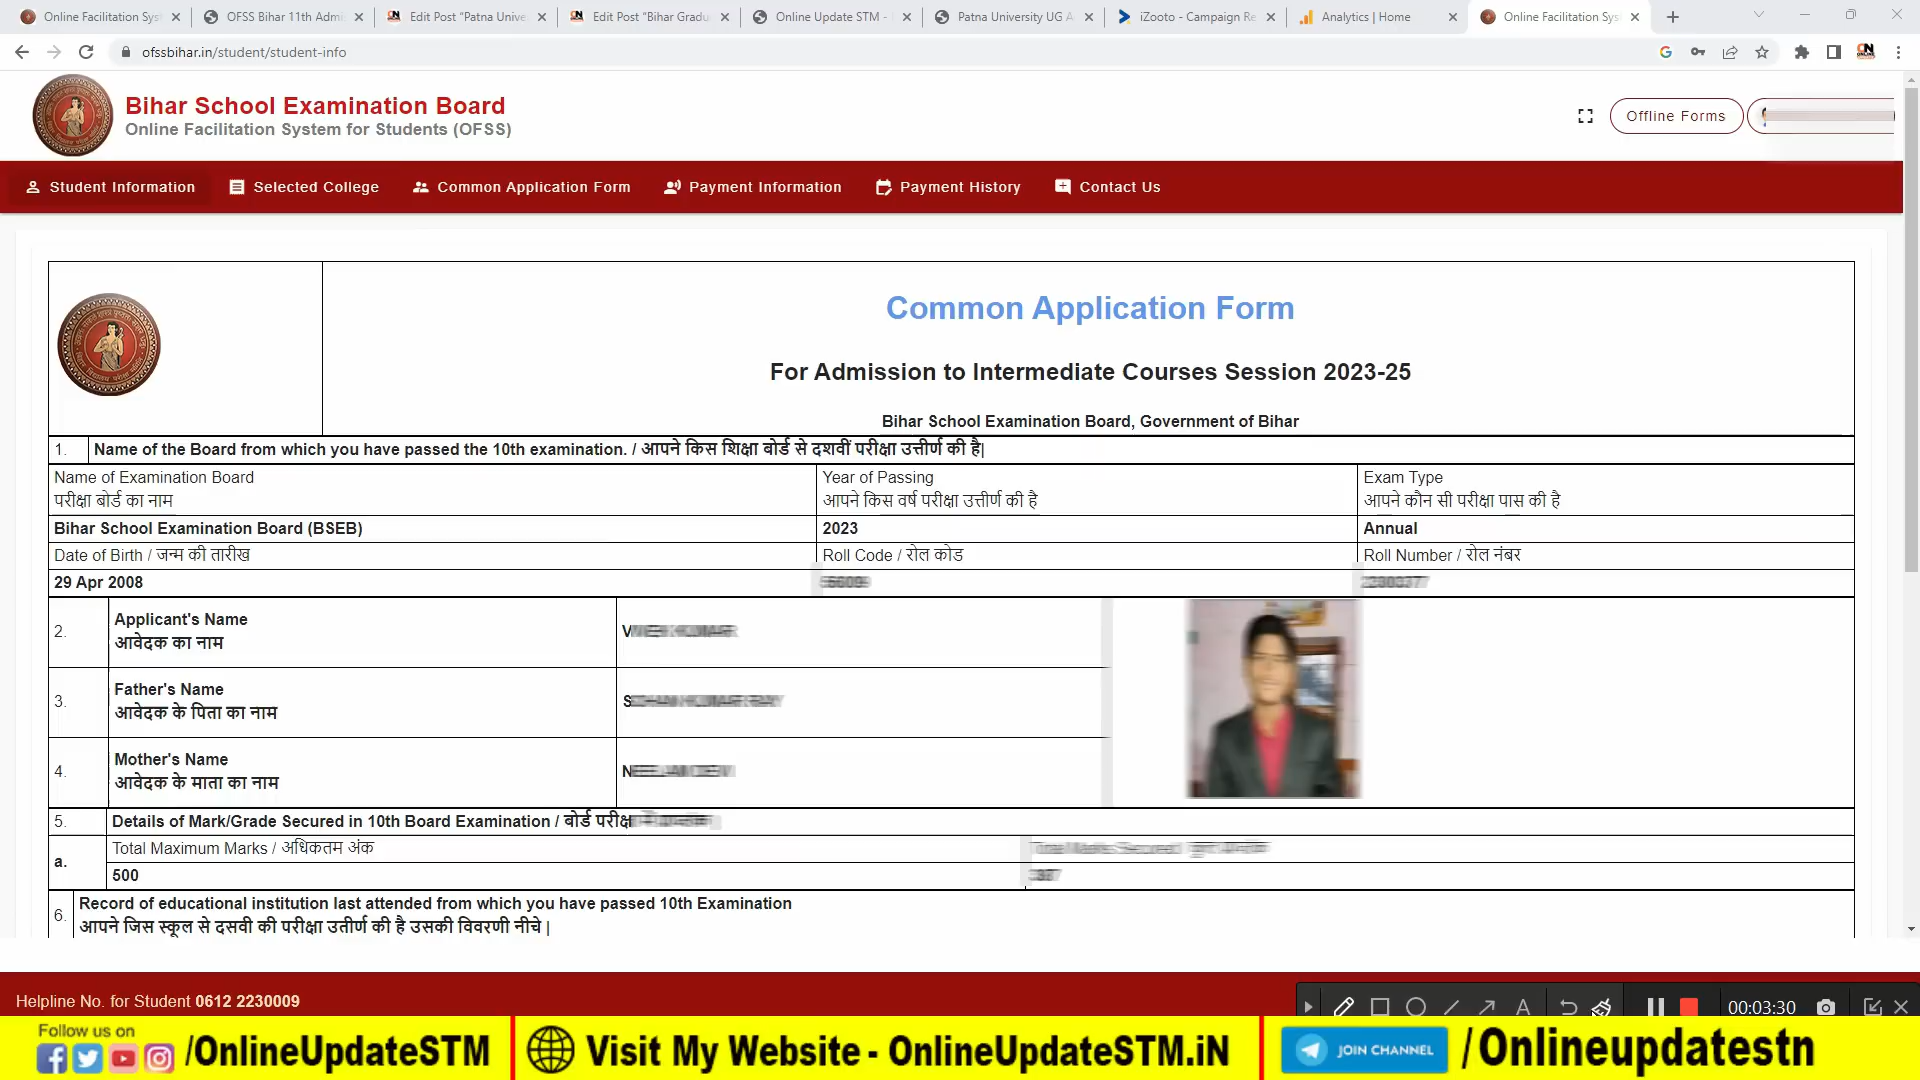 Online Facilitation Sys
OFSS Bihar 11th Admi
Edit Post "Patna Unive
Edit Post "Bihar Gradu
Online Update STM -
Patna University UG A
iZooto - Campaign Re
Analytics | Home
Online Facilitation Sys
ofssbihar.in/student/student-info
Bihar School Examination Board
Online Facilitation System for Students (OFSS)
Offline Forms
Student Information
Selected College
Common Application Form
Payment Information
Payment History
Contact Us
Common Application Form
For Admission to Intermediate Courses Session 2023-25
Bihar School Examination Board, Government of Bihar
1. Name of the Board from which you have passed the 10th examination. / आपने किस शिक्षा बोर्ड से दशवीं परीक्षा उत्तीर्ण की है|
Name of Examination Board
परीक्षा बोर्ड का नाम
Year of Passing
आपने किस वर्ष परीक्षा उत्तीर्ण की है
Exam Type
आपने कौन सी परीक्षा पास की है
Bihar School Examination Board (BSEB)
2023
Annual
Date of Birth / जन्म की तारीख
Roll Code / रोल कोड
Roll Number / रोल नंबर
29 Apr 2008
2. Applicant's Name
आवेदक का नाम
3. Father's Name
आवेदक के पिता का नाम
4. Mother's Name
आवेदक के माता का नाम
5. Details of Mark/Grade Secured in 10th Board Examination / बोर्ड
a. Total Maximum Marks / अधिकतम अंक
500
6. Record of educational institution last attended from which you have passed 10th Examination
आपने जिस स्कूल से दसवी की परीक्षा उतीर्ण की है उसकी विवरणी नीचे |
Helpline No. for Student 0612 2230009
00:03:30
Follow us on
/OnlineUpdateSTM
Visit My Website - OnlineUpdateSTM.iN
JOIN CHANNEL
/Onlineupdatestn